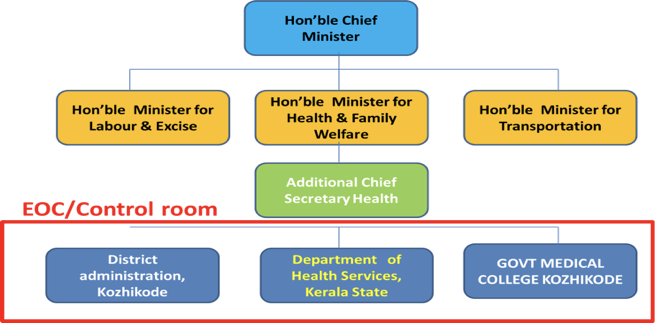 Hon'ble Chief
Minister
Hon'ble Minister for
Labour & Excise
Hon'ble Minister for
Health & Family
Welfare
Hon'ble Minister for
Transportation
Additional Chief
Secretary Health
EOC/Control room
District
administration,
Kozhikode
Department of
Health Services,
Kerala State
GOVT MEDICAL
COLLEGE KOZHIKODE